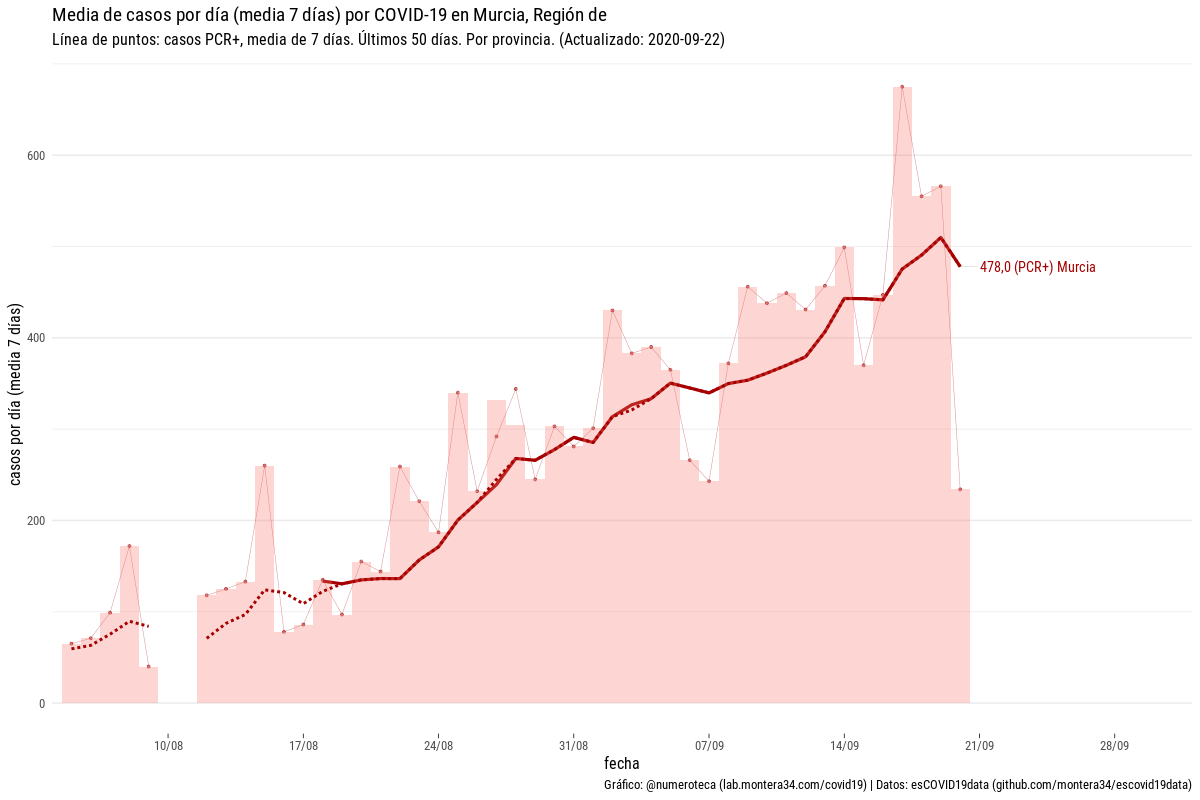 Media de casos por día (media 7 días) por COVID-19 en Murcia, Región de
Línea de puntos: casos PCR+, media de 7 días. Últimos 50 días. Por provincia. (Actualizado: 2020-09-22)
casos por día (media 7 días)
600
400
200
0
478,0 (PCR+) Murcia
10/08
17/08
24/08
31/08
07/09
14/09
21/09
28/09
fecha
Gráfico: @numeroteca (lab.montera34.com/covid19) | Datos: esCOVID19data (github.com/montera34/escovid19data)